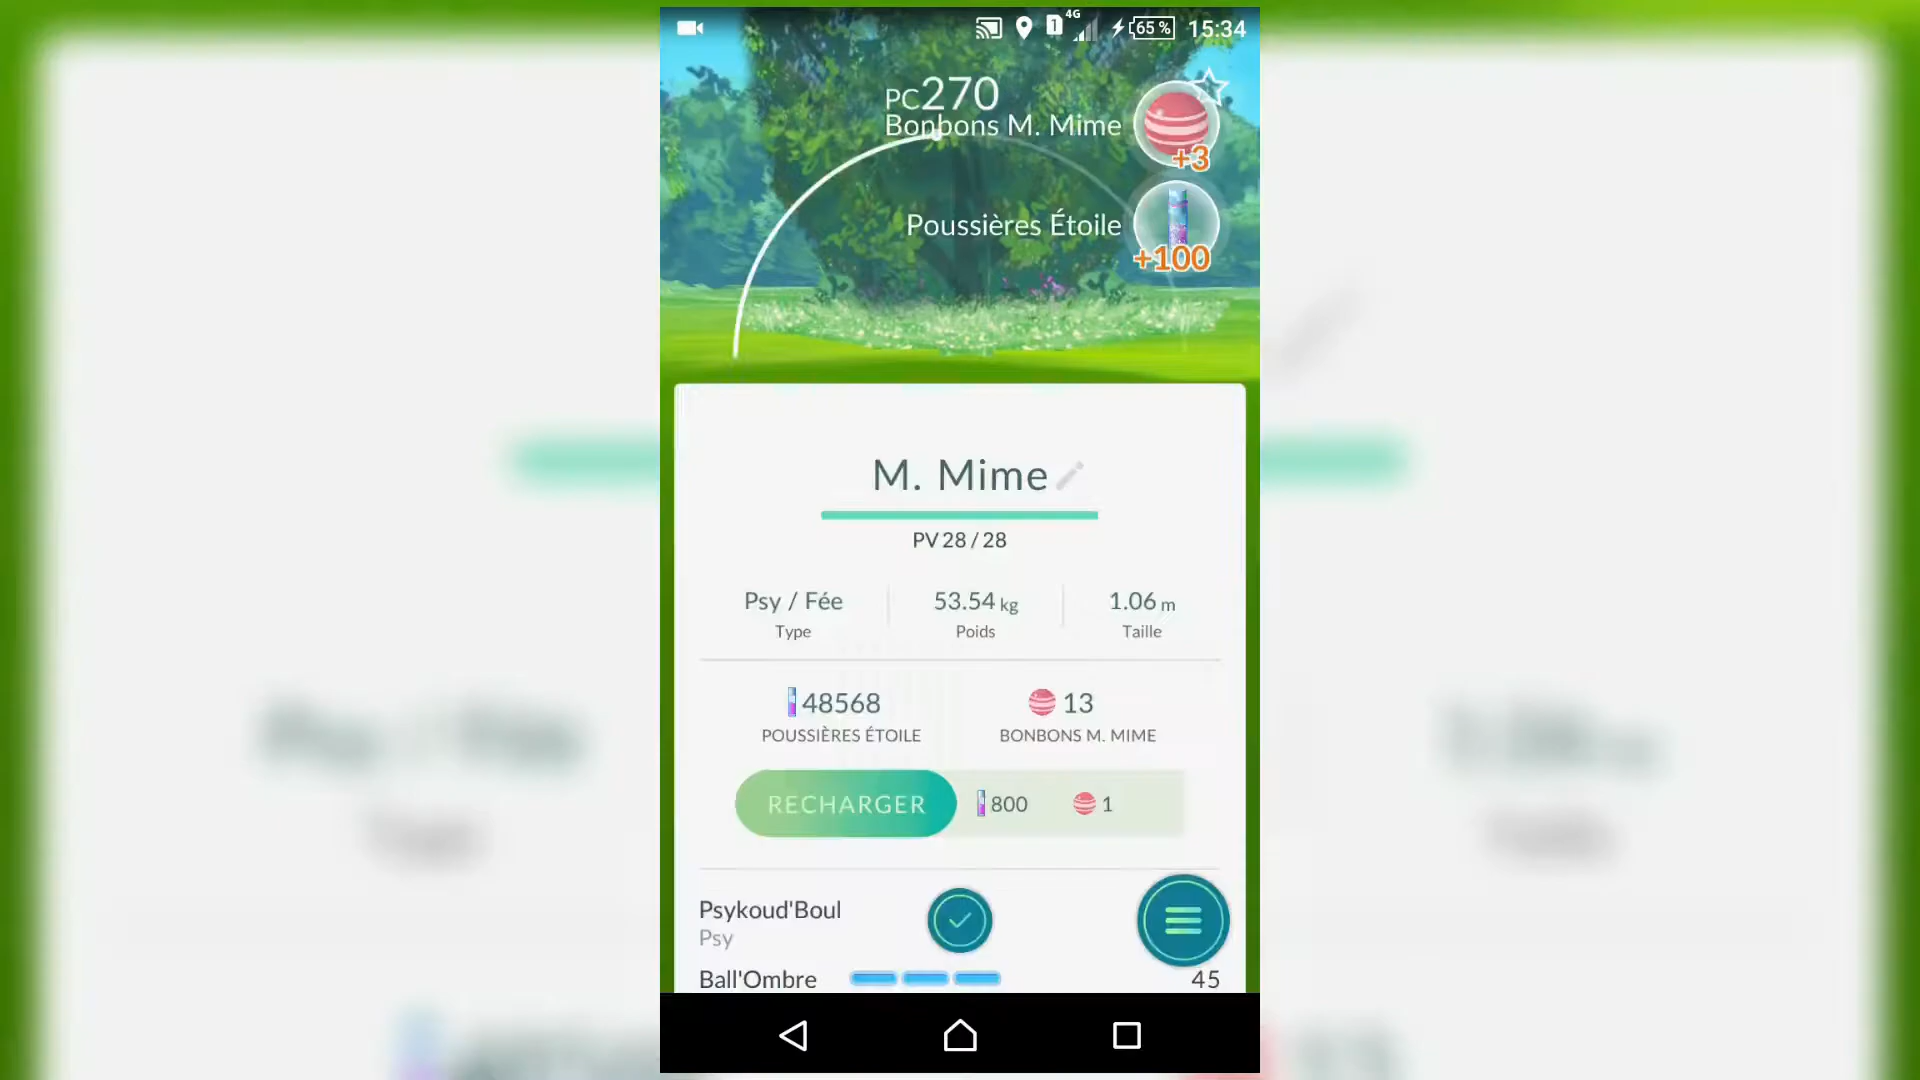 4G
1
65 %
15:34
PC270
Bonbons M. Mime
+3
Poussières Étoile
+100
M. Mime
PV 28 / 28
Psy / Fée
53.54 kg
1.06 m
Type
Poids
Taille
48568
13
POUSSIÈRES ÉTOILE
BONBONS M. MIME
RECHARGER
800
1
Psykoud'Boul
Psy
Ball'Ombre
45